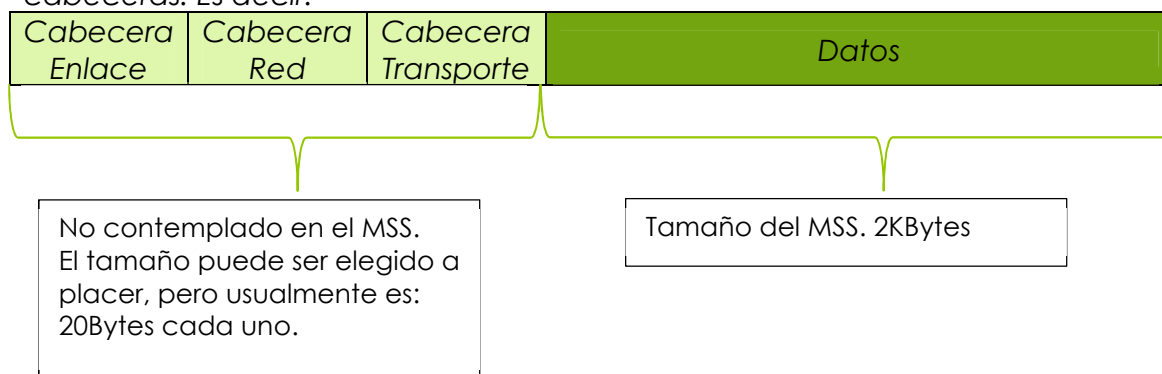 cabeceras. Es decir:
Cabecera Enlace
Cabecera Red
Cabecera Transporte
Datos
No contemplado en el MSS.
El tamaño puede ser elegido a
placer, pero usualmente es:
20Bytes cada uno.
Tamaño del MSS. 2KBytes